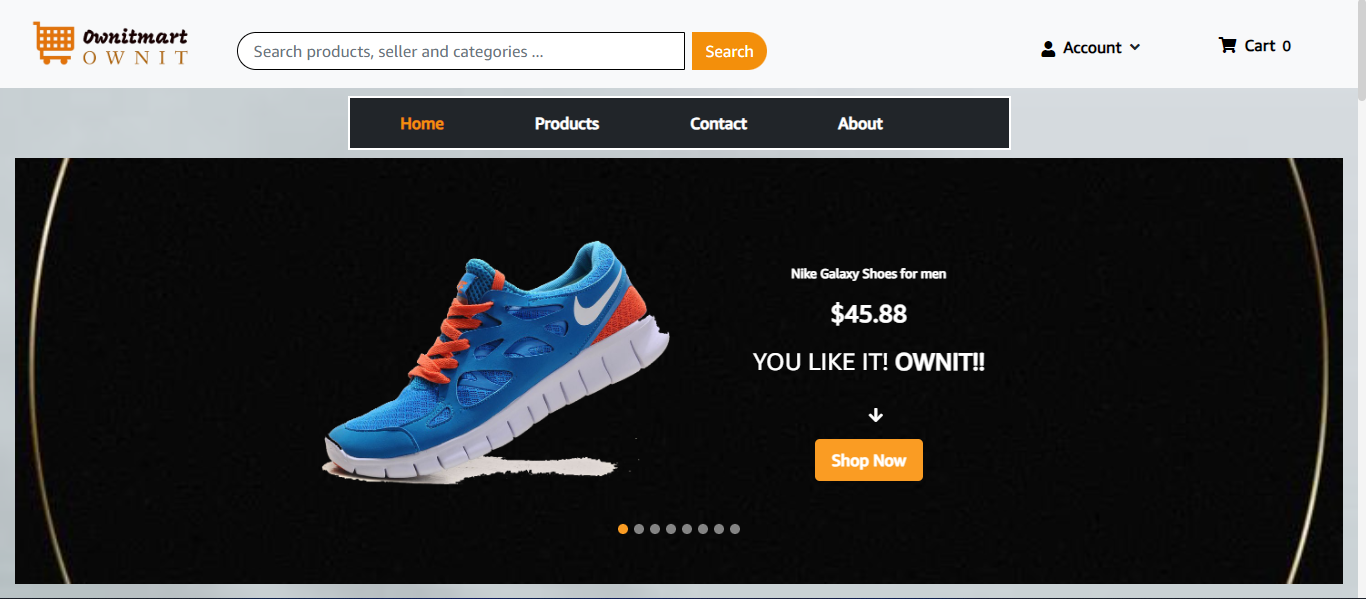 Ownitmart
OWNIT
Search products, seller and categories ...
Search
Account
Cart 0
Home
Products
Contact
About
Nike Galaxy Shoes for men
$45.88
YOU LIKE IT! OWNIT!!
Shop Now